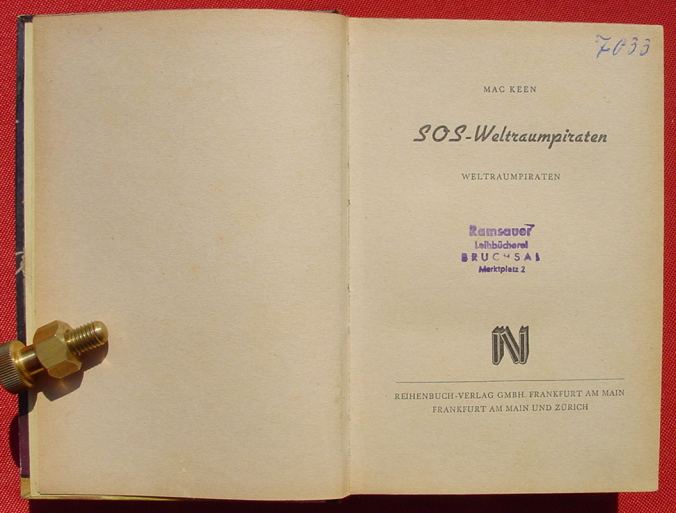 7033
MAC KEEN
SOS-Weltraumpiraten
WELTRAUMPIRATEN
Ramsauer
Leihbücherei
BRUCHSAL
Marktplatz 2
N
REIHENBUCH-VERLAG GMBH. FRANKFURT AM MAIN
FRANKFURT AM MAIN UND ZÜRICH